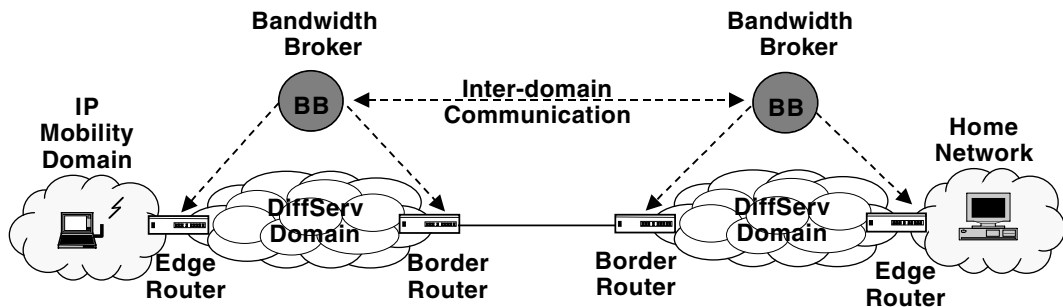 Bandwidth
Broker
BB
Inter-domain
Communication
Bandwidth
Broker
BB
IP
Mobility
Domain
DiffServ
Domain
Edge
Router
Border
Router
Border
Router
DiffServ
Domain
Edge
Router
Home
Network